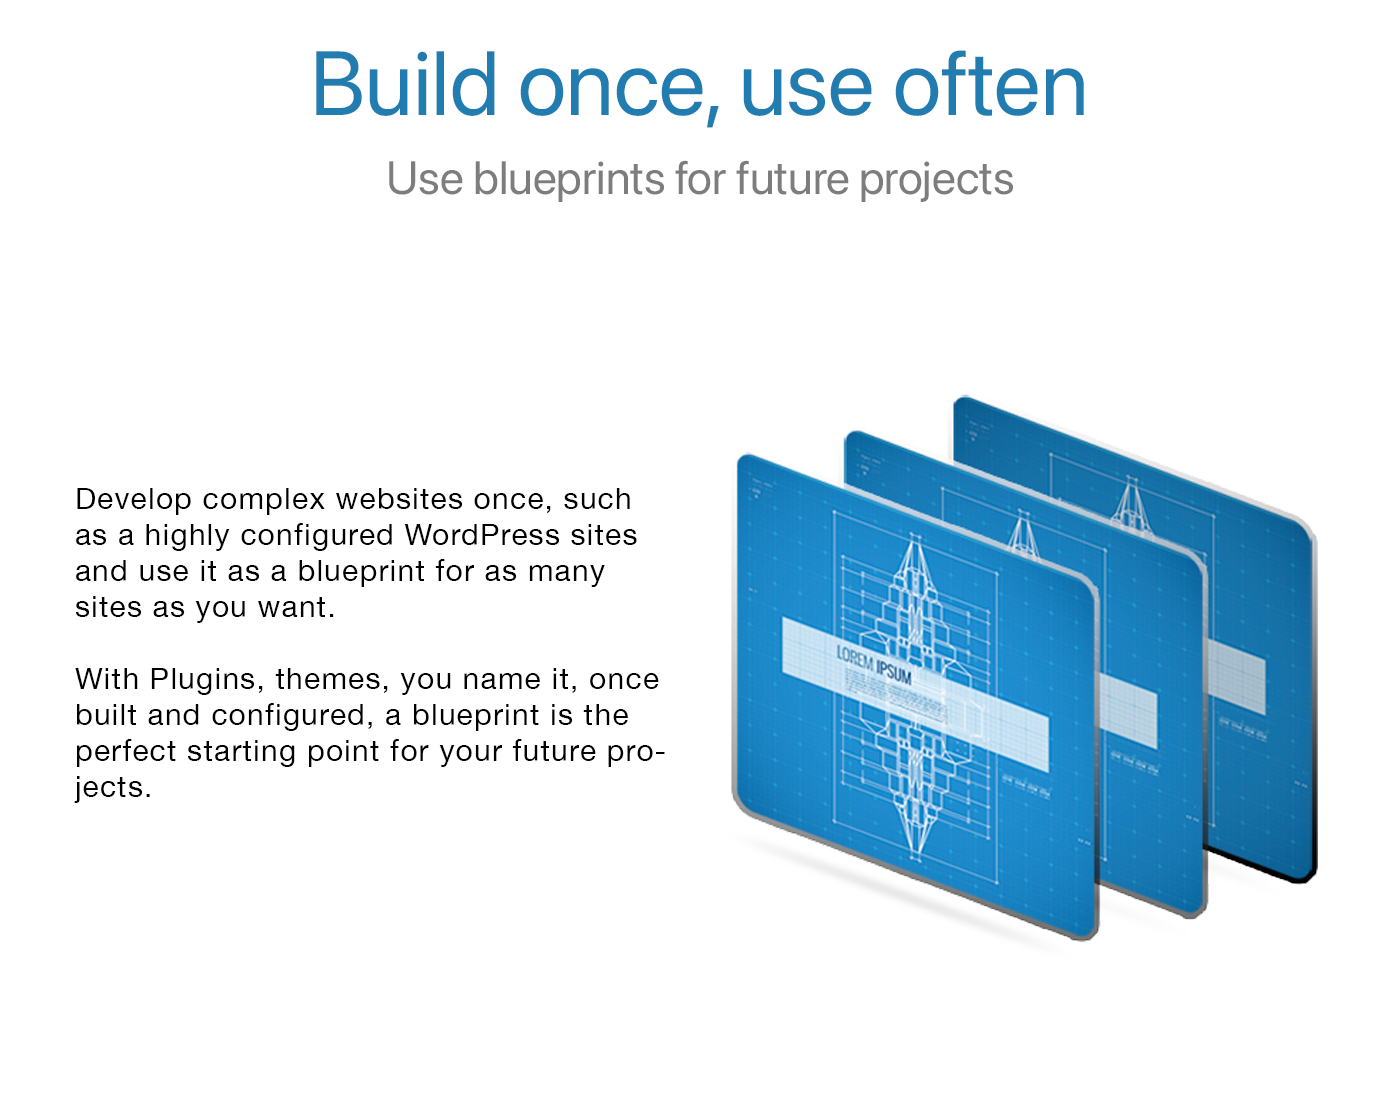 Build once, use often
Use blueprints for future projects
Develop complex websites once, such
as a highly configured WordPress sites
and use it as a blueprint for as many
sites as you want.
With Plugins, themes, you name it, once
built and configured, a blueprint is the
perfect starting point for your future pro-
jects.
LOREM IPSUM